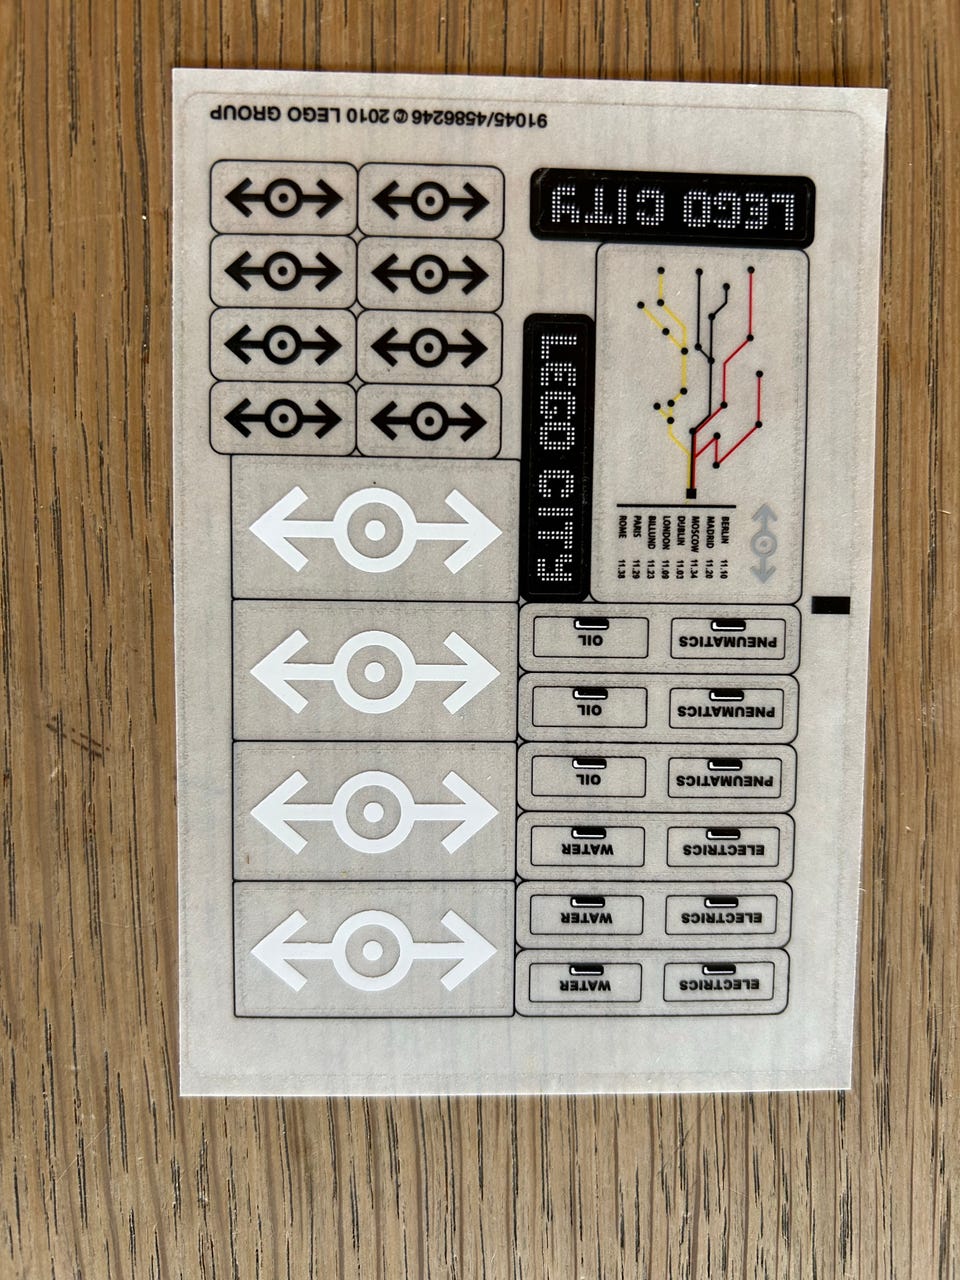 91045/4586246 © 2010 LEGO GROUP
LEGO CITY
LEGO CITY
BERLIN 11.10
MADRID 11.20
MOSCOW 11.34
DUBLIN 11.03
LONDON 11.09
BILLUND 11.23
PARIS 11.29
ROME 11.38
PNEUMATICS
OIL
PNEUMATICS
OIL
PNEUMATICS
OIL
ELECTRICS
WATER
ELECTRICS
WATER
ELECTRICS
WATER